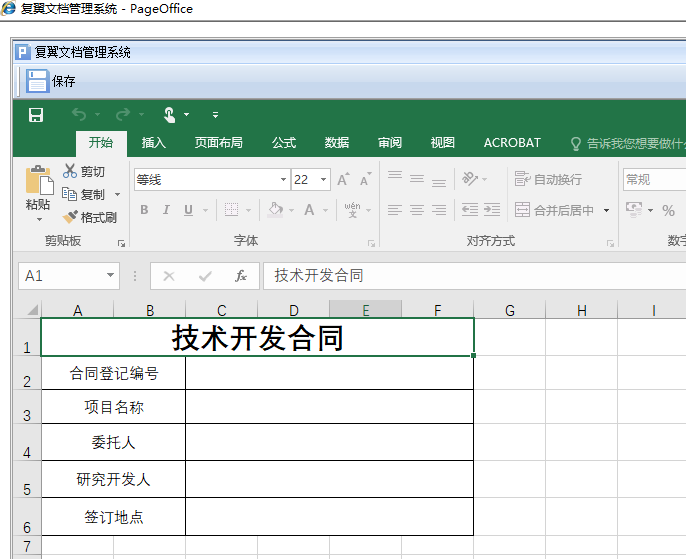 复翼文档管理系统 - PageOffice
复翼文档管理系统
保存
开始 插入 页面布局 公式 数据 审阅 视图 ACROBAT 告诉我您想要做什
粘贴 剪切 复制 格式刷 剪贴板
等线 22 A A
B I U A wén 文 字体
自动换行
合并后居中 对齐方式
常规
%
数字
A1 fx 技术开发合同
A B C D E F G H I
1 技术开发合同
2 合同登记编号
3 项目名称
4 委托人
5 研究开发人
6 签订地点
7